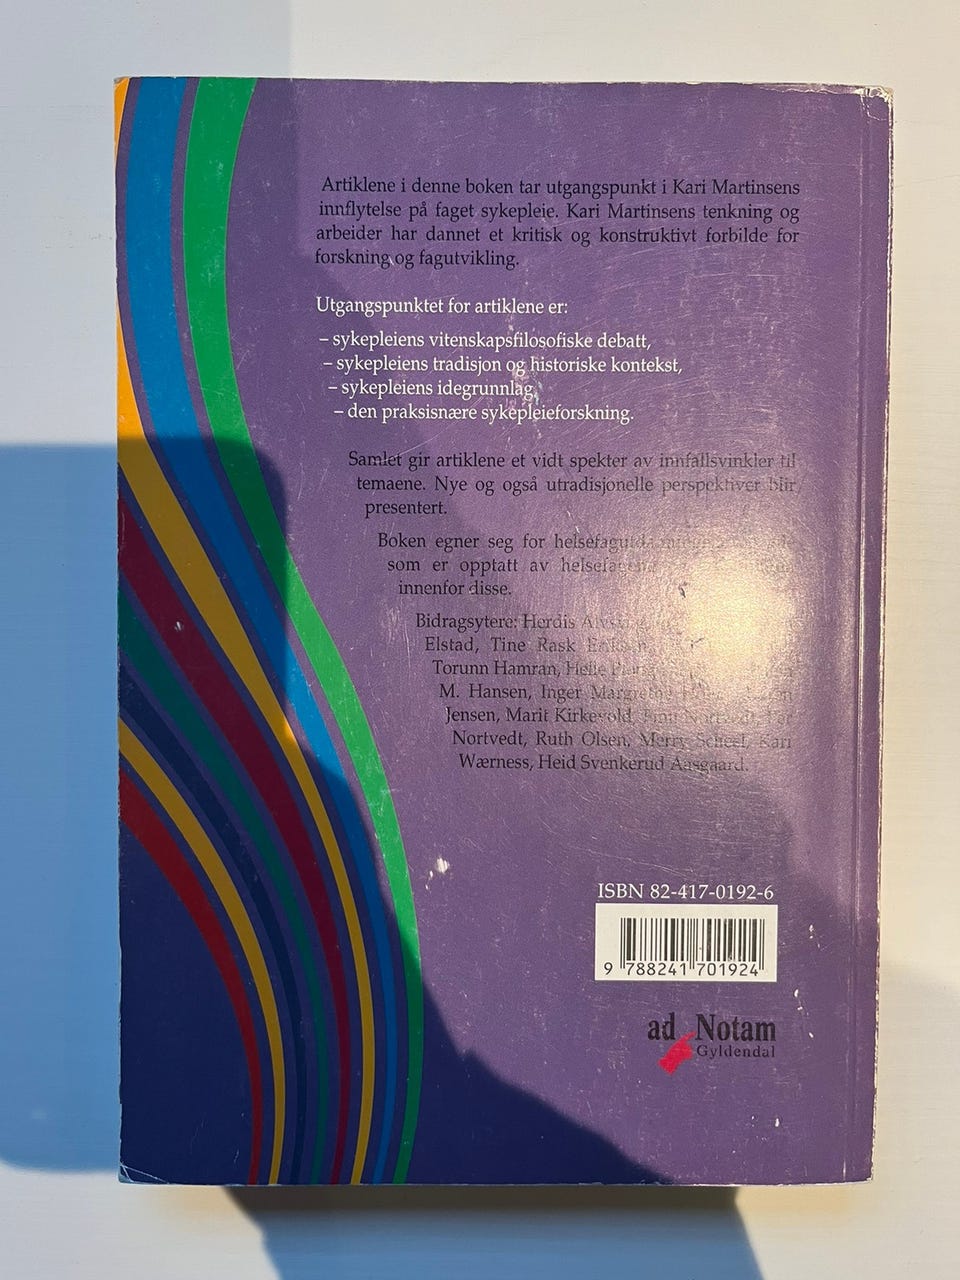 Artiklene i denne boken tar utgangspunkt i Kari Martinsens
innflytelse på faget sykepleie. Kari Martinsens tenkning og
arbeider har dannet et kritisk og konstruktivt forbilde for
forskning og fagutvikling.
Utgangspunktet for artiklene er:
– sykepleiens vitenskapsfilosofiske debatt,
– sykepleiens tradisjon og historiske kontekst,
– sykepleiens idegrunnlag,
– den praksisnære sykepleieforskning.
Samlet gir artiklene et vidt spekter av innfallsvinkler til
temaene. Nye og også utradisjonelle perspektiver blir
presentert.
Boken egner seg for
som er opptatt av
innenfor disse.
Bidragsytere: Herdis
Elstad, Tine Rask
Torunn Hamran, Helle
M. Hansen, Inger
Jensen, Marit Kirkevold, Per
Nortvedt, Ruth Olsen, Merry Scheel, Kari
Wærness, Heid Svenkerud Aasgaard.
ISBN 82-417-0192-6
9 788241 701924
ad Notam
Gyldendal